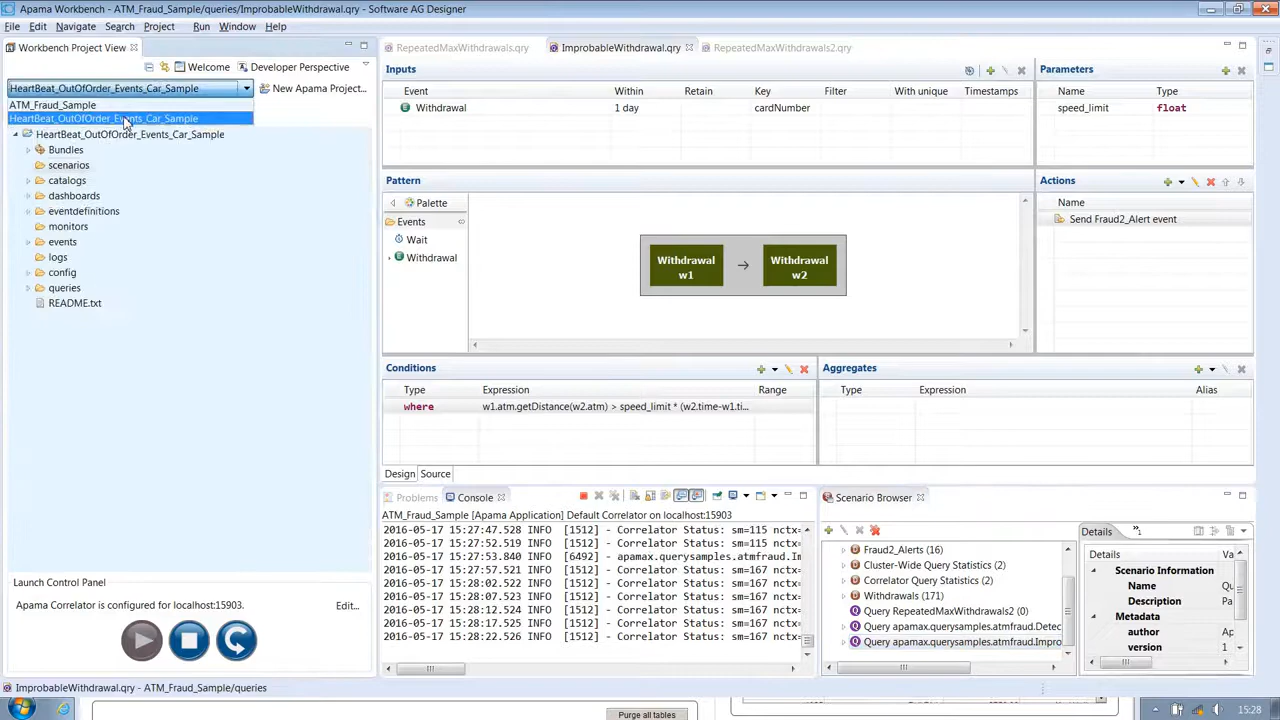 Apama Workbench - ATM_Fraud_Sample/queries/ImprobableWithdrawal.qry - Software AG Designer
File Edit Navigate Search Project Run Window Help
Workbench Project View
Welcome Developer Perspective
HeartBeat_OutOfOrder_Events_Car_Sample New Apama Project...
ATM_Fraud_Sample
HeartBeat_OutOfOrder_Events_Car_Sample
HeartBeat_OutOfOrder_Events_Car_Sample
Bundles
scenarios
catalogs
dashboards
eventdefinitions
monitors
events
logs
config
queries
README.txt
Launch Control Panel
Apama Correlator is configured for localhost:15903. Edit...
RepeatedMaxWithdrawals.qry ImprobableWithdrawal.qry RepeatedMaxWithdrawals2.qry
Inputs
Event Within Retain Key Filter With unique Timestamps
Withdrawal 1 day cardNumber
Parameters
Name Type
speed_limit float
Pattern
Palette
Events
Wait
Withdrawal
Withdrawal w1
Withdrawal w2
Actions
Name
Send Fraud2_Alert event
Conditions
Type Expression Range
where w1.atm.getDistance(w2.atm) > speed_limit * (w2.time-w1.ti...
Aggregates
Type Expression Alias
Design Source
Problems Console
ATM_Fraud_Sample [Apama Application] Default Correlator on localhost:15903
2016-05-17 15:27:47.528 INFO [1512] - Correlator Status: sm=115 nctx=
2016-05-17 15:27:52.519 INFO [1512] - Correlator Status: sm=115 nctx=
2016-05-17 15:27:53.840 INFO [6492] - apamax.querysamples.atmfraud.Im
2016-05-17 15:27:57.521 INFO [1512] - Correlator Status: sm=167 nctx=
2016-05-17 15:28:02.522 INFO [1512] - Correlator Status: sm=167 nctx=
2016-05-17 15:28:07.523 INFO [1512] - Correlator Status: sm=167 nctx=
2016-05-17 15:28:12.524 INFO [1512] - Correlator Status: sm=167 nctx=
2016-05-17 15:28:17.525 INFO [1512] - Correlator Status: sm=167 nctx=
2016-05-17 15:28:22.526 INFO [1512] - Correlator Status: sm=167 nctx=
Scenario Browser
Fraud2_Alerts (16)
Cluster-Wide Query Statistics (2)
Correlator Query Statistics (2)
Withdrawals (171)
Query RepeatedMaxWithdrawals2 (0)
Query apamax.querysamples.atmfraud.Detec
Query apamax.querysamples.atmfraud.Impro
Details
Details Va
Scenario Information
Name Qu
Description Pa
Metadata
author Ap
version 1
ImprobableWithdrawal.qry - ATM_Fraud_Sample/queries
Purge all tables
15:28